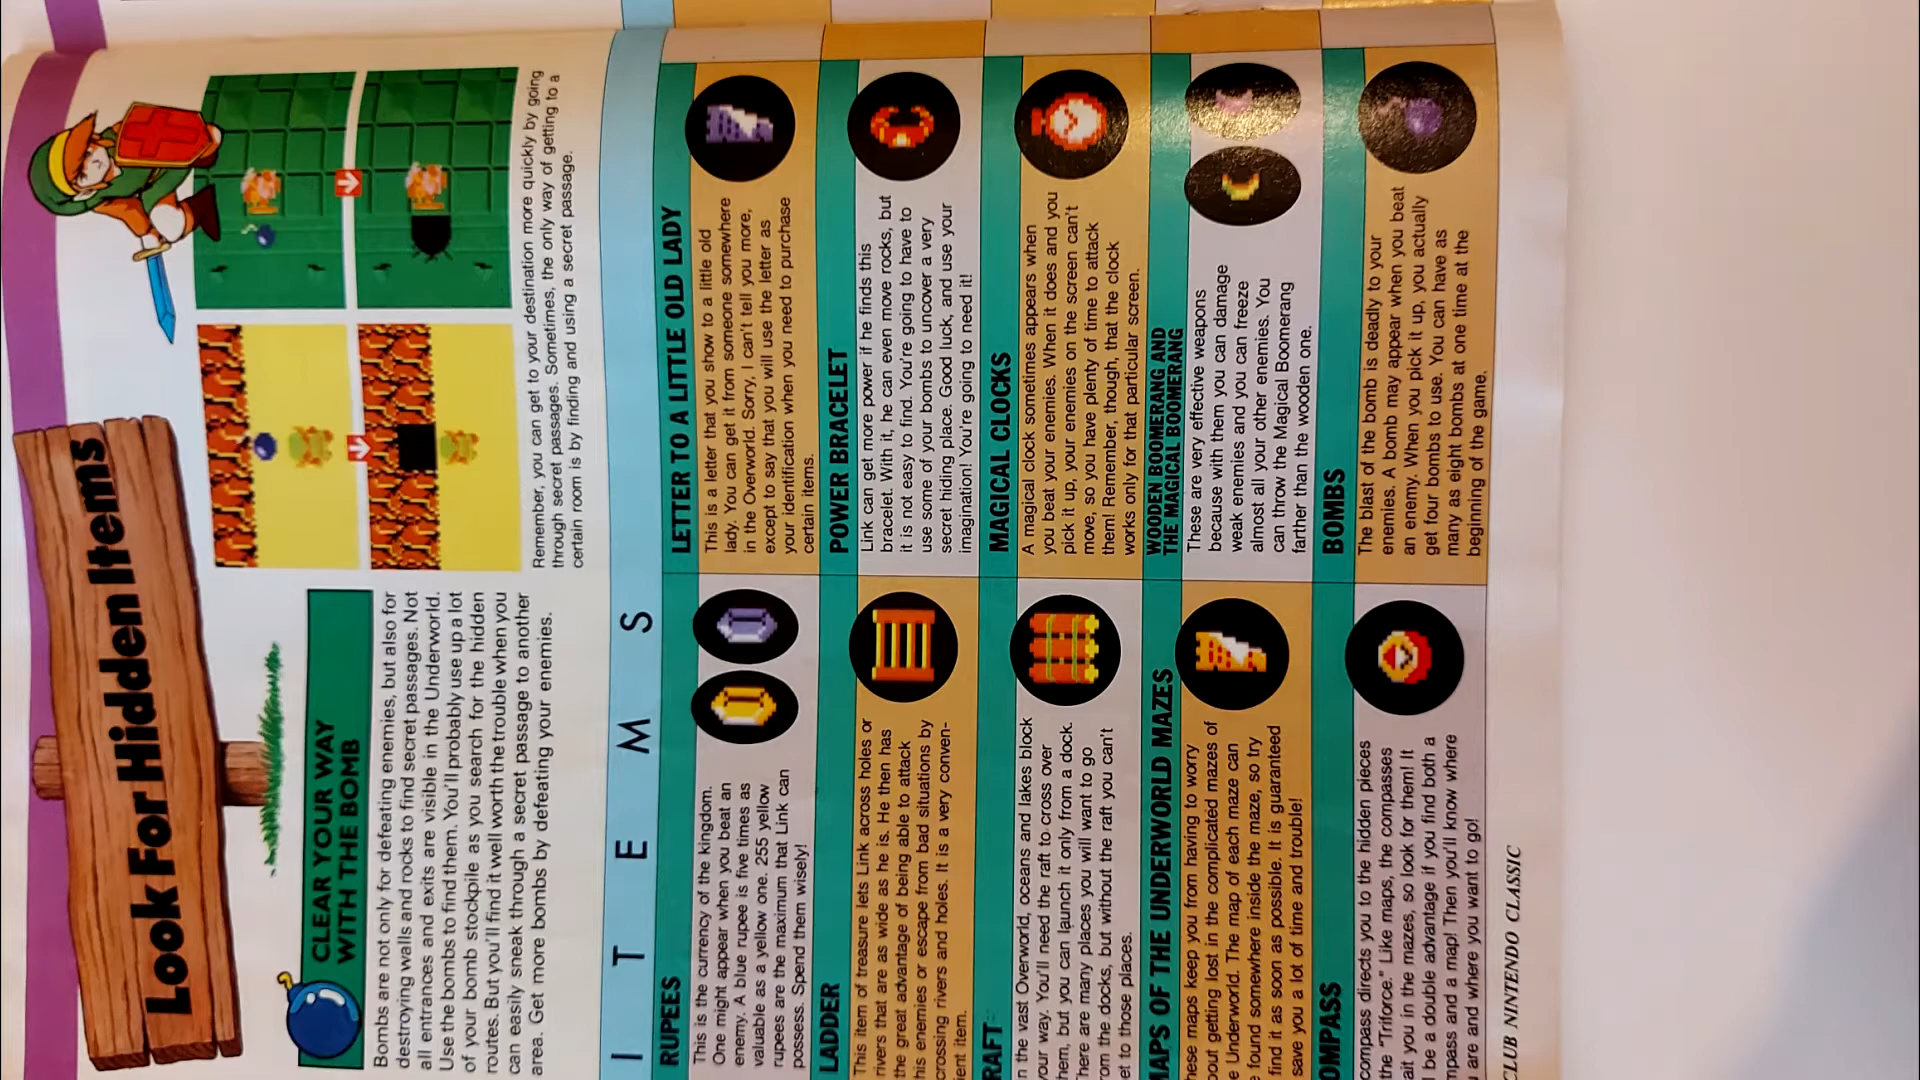 Look For Hidden Items
CLEAR YOUR WAY
WITH THE BOMB
Bombs are not only for defeating enemies, but also for
destroying walls and rocks to find secret passages. Not
all entrances and exits are visible in the Underworld.
Use the bombs to find them. You'll probably use up a lot
of your bomb stockpile as you search for the hidden
routes. But you'll find it well worth the trouble when you
can easily sneak through a secret passage to another
area. Get more bombs by defeating your enemies.
Remember, you can get to your destination more quickly by going
through secret passages. Sometimes, the only way of getting to a
certain room is by finding and using a secret passage.
ITEMS
RUPEES
This is the currency of the kingdom.
One might appear when you beat an
enemy. A blue rupee is five times as
valuable as a yellow one. 255 yellow
rupees are the maximum that Link can
possess. Spend them wisely!
LADDER
This item of treasure lets Link across holes or
rivers that are as wide as he is. He then has
the great advantage of being able to attack
his enemies or escape from bad situations by
crossing rivers and holes. It is a very conven-
ient item.
RAFT
n the vast Overworld, oceans and lakes block
your way. You'll need the raft to cross over
hem, but you can launch it only from a dock.
here are many places you will want to go
rom the docks, but without the raft you can't
et to those places.
MAPS OF THE UNDERWORLD MAZES
hese maps keep you from having to worry
bout getting lost in the complicated mazes of
e Underworld. The map of each maze can
e found somewhere inside the maze, so try
find it as soon as possible. It is guaranteed
save you a lot of time and trouble!
OMPASS
compass directs you to the hidden pieces
the "Triforce." Like maps, the compasses
ait you in the mazes, so look for them! It
l be a double advantage if you find both a
mpass and a map! Then you'll know where
u are and where you want to go!
LETTER TO A LITTLE OLD LADY
This is a letter that you show to a little old
lady. You can get it from someone somewhere
in the Overworld. Sorry, I can't tell you more,
except to say that you will use the letter as
your identification when you need to purchase
certain items.
POWER BRACELET
Link can get more power if he finds this
bracelet. With it, he can even move rocks, but
it is not easy to find. You're going to have to
use some of your bombs to uncover a very
secret hiding place. Good luck, and use your
imagination! You're going to need it!
MAGICAL CLOCKS
A magical clock sometimes appears when
you beat your enemies. When it does and you
pick it up, your enemies on the screen can't
move, so you have plenty of time to attack
them! Remember, though, that the clock
works only for that particular screen.
WOODEN BOOMERANG AND
THE MAGICAL BOOMERANG
These are very effective weapons
because with them you can damage
weak enemies and you can freeze
almost all your other enemies. You
can throw the Magical Boomerang
farther than the wooden one.
BOMBS
The blast of the bomb is deadly to your
enemies. A bomb may appear when you beat
an enemy. When you pick it up, you actually
get four bombs to use. You can have as
many as eight bombs at one time at the
beginning of the game.
CLUB NINTENDO CLASSIC